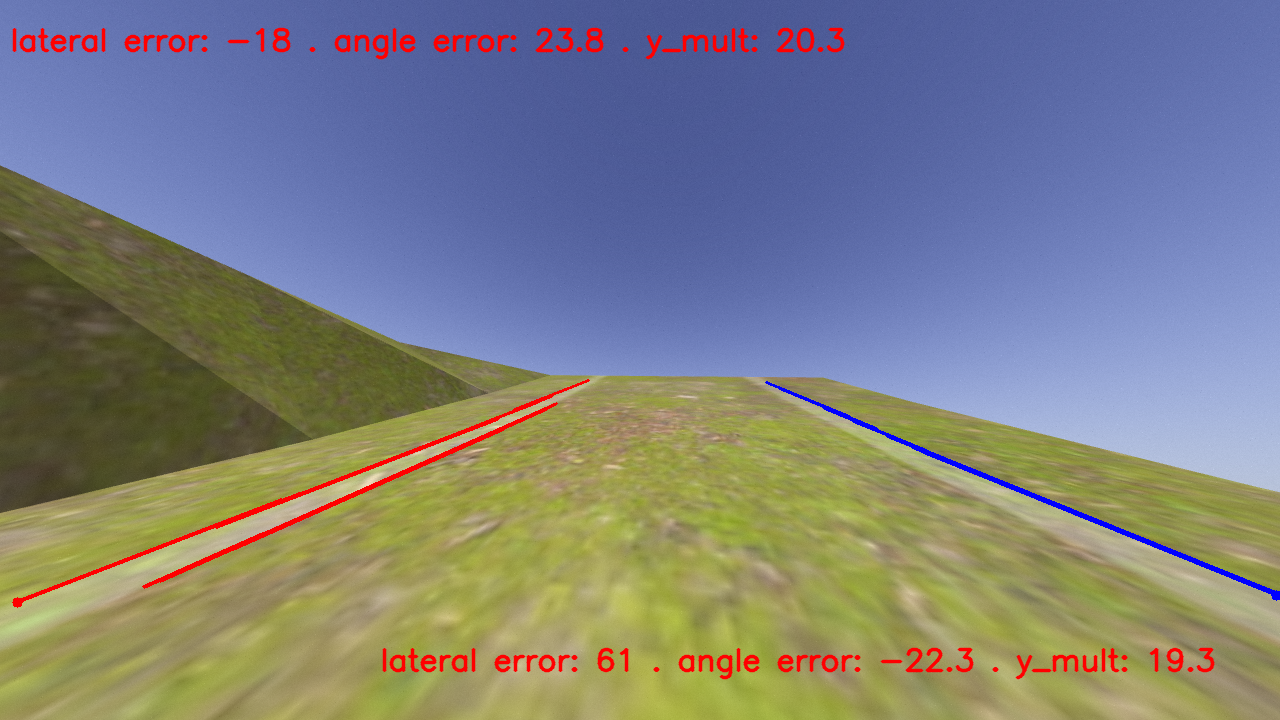 lateral error: -18 . angle error: 23.8 . y_mult: 20.3
lateral error: 61 . angle error: -22.3 . y_mult: 19.3